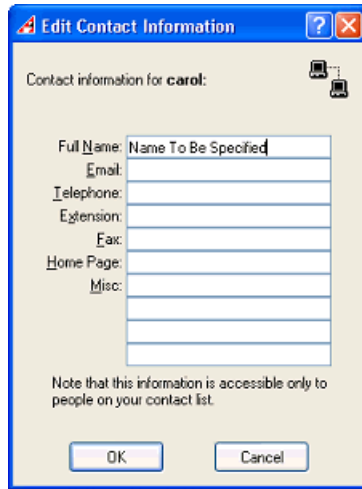 Edit Contact Information
Contact information for carol:
Full Name: Name To Be Specified
Email:
Telephone:
Extension:
Fax:
Home Page:
Misc:
Note that this information is accessible only to
people on your contact list.
OK Cancel